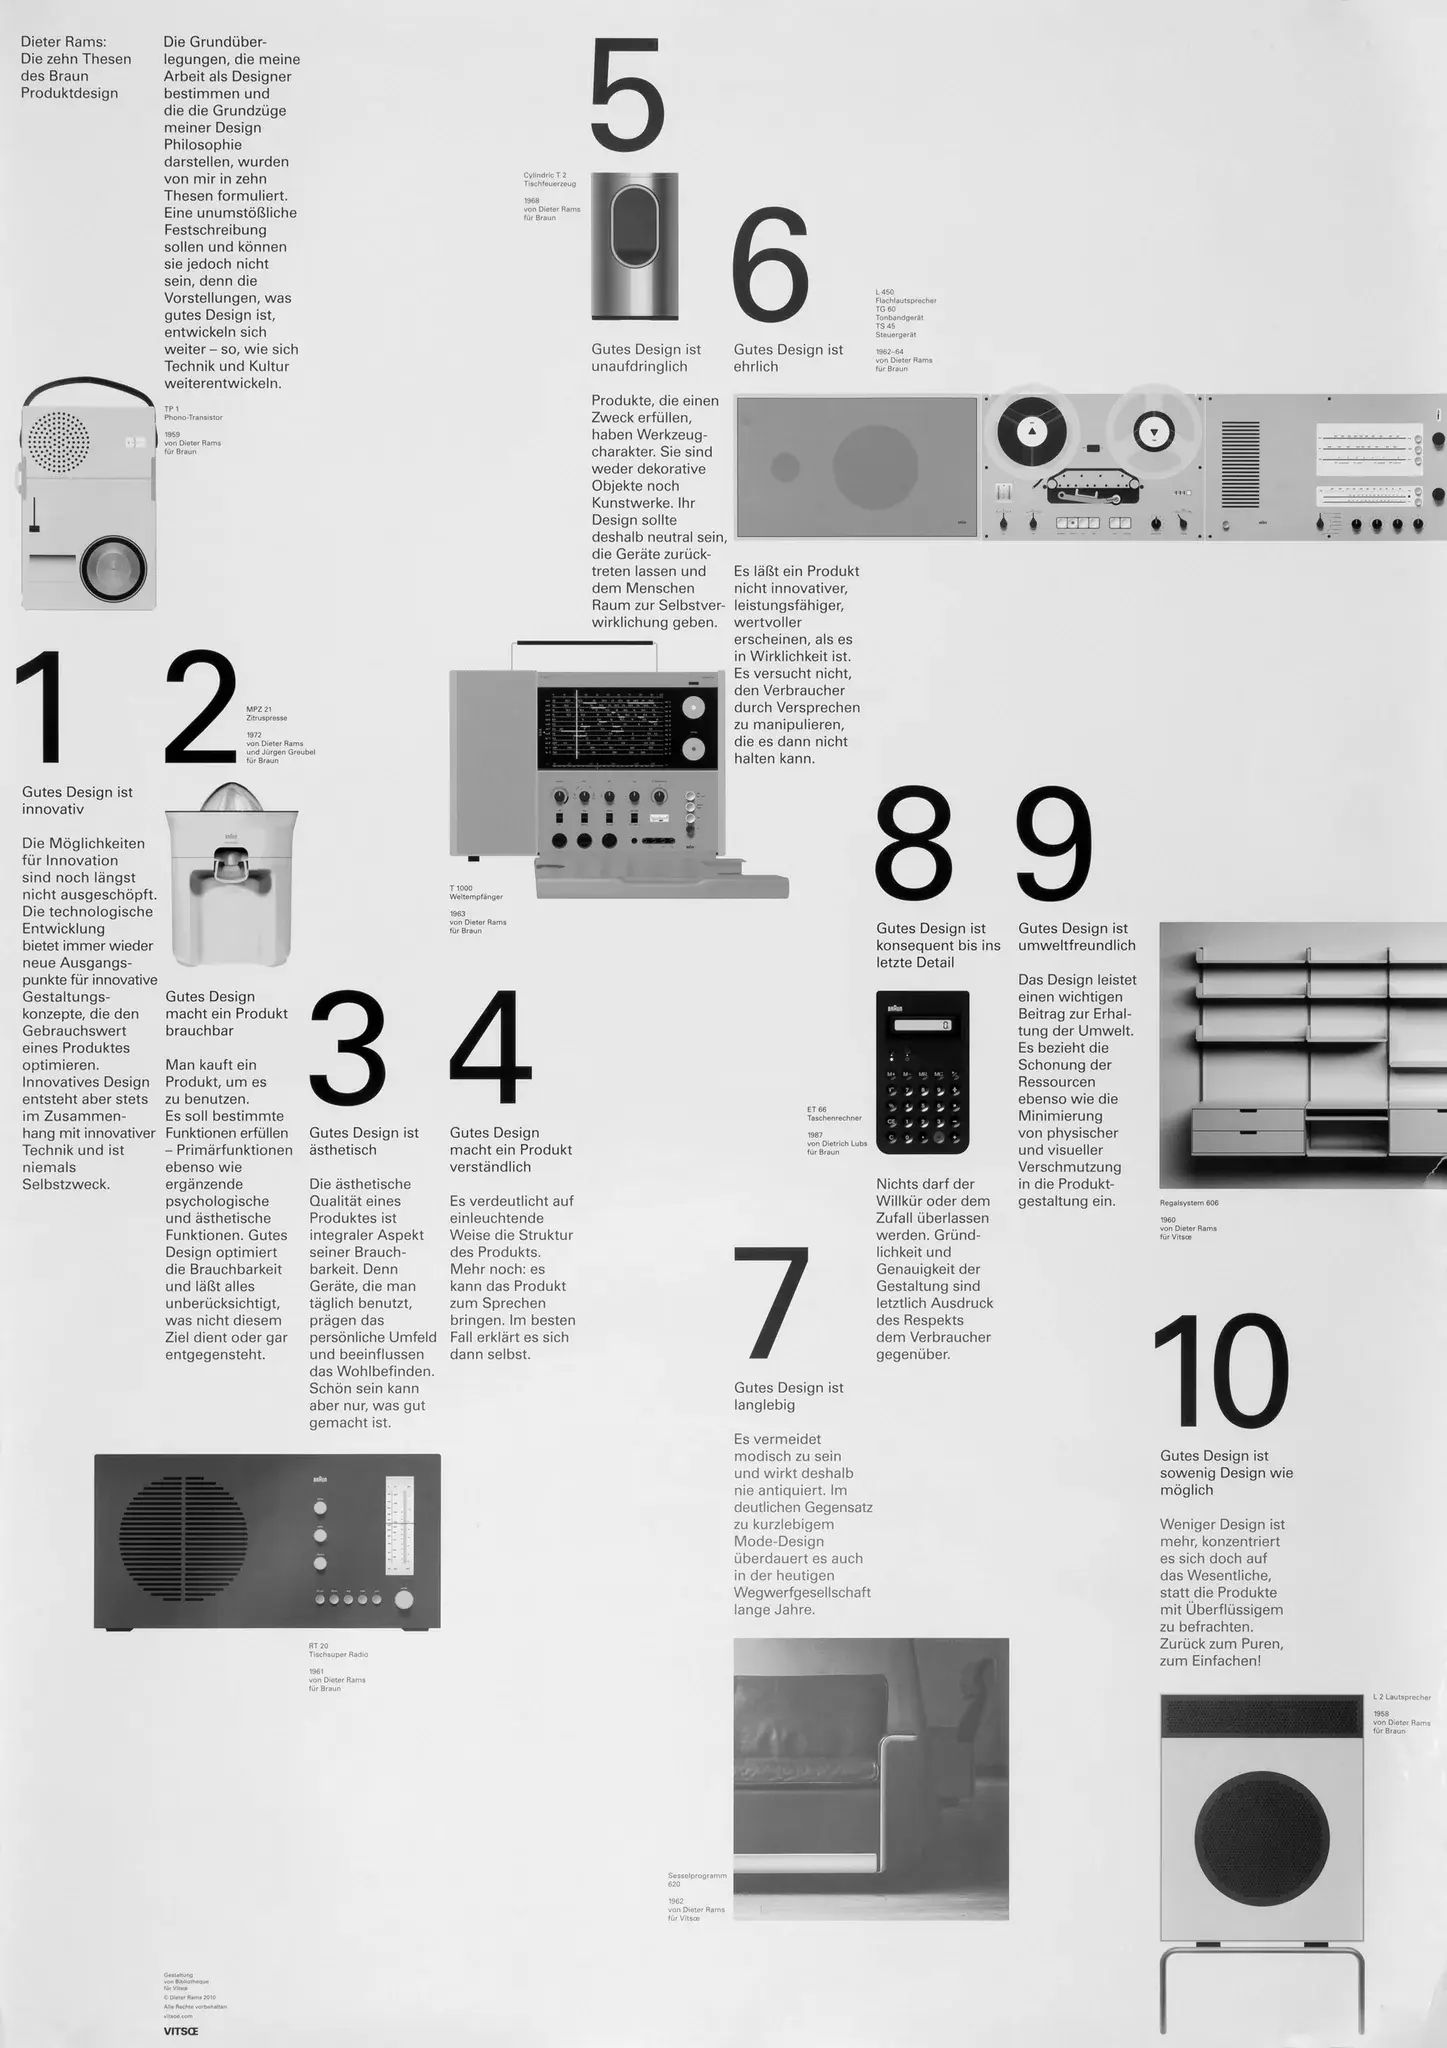 Dieter Rams:
Die zehn Thesen
des Braun
Produktdesign
Die Grundüber-
legungen, die meine
Arbeit als Designer
bestimmen und
die die Grundzüge
meiner Design
Philosophie
darstellen, wurden
von mir in zehn
Thesen formuliert.
Eine unumstößliche
Festschreibung
sollen und können
sie jedoch nicht
sein, denn die
Vorstellungen, was
gutes Design ist,
entwickeln sich
weiter – so, wie sich
Technik und Kultur
weiterentwickeln.
TP 1
Phono-Transistor
1959
von Dieter Rams
für Braun
1
Gutes Design ist
innovativ
Die Möglichkeiten
für Innovation
sind noch längst
nicht ausgeschöpft.
Die technologische
Entwicklung
bietet immer wieder
neue Ausgangs-
punkte für innovative
Gestaltungs-
konzepte, die den
Gebrauchswert
eines Produktes
optimieren.
Innovatives Design
entsteht aber stets
im Zusammen-
hang mit innovativer
Technik und ist
niemals
Selbstzweck.
2
MPZ 21
Zitruspresse
1972
von Dieter Rams
und Jürgen Greubel
für Braun
Gutes Design
macht ein Produkt
brauchbar
Man kauft ein
Produkt, um es
zu benutzen.
Es soll bestimmte
Funktionen erfüllen
– Primärfunktionen
ebenso wie
ergänzende
psychologische
und ästhetische
Funktionen. Gutes
Design optimiert
die Brauchbarkeit
und läßt alles
unberücksichtigt,
was nicht diesem
Ziel dient oder gar
entgegensteht.
3
Gutes Design ist
ästhetisch
Die ästhetische
Qualität eines
Produktes ist
integraler Aspekt
seiner Brauch-
barkeit. Denn
Geräte, die man
täglich benutzt,
prägen das
persönliche Umfeld
und beeinflussen
das Wohlbefinden.
Schön sein kann
aber nur, was gut
gemacht ist.
BRAUN
RT 20
Tischsuper Radio
1961
von Dieter Rams
für Braun
T 1000
Weltempfänger
1963
von Dieter Rams
für Braun
4
Gutes Design
macht ein Produkt
verständlich
Es verdeutlicht auf
einleuchtende
Weise die Struktur
des Produkts.
Mehr noch: es
kann das Produkt
zum Sprechen
bringen. Im besten
Fall erklärt es sich
dann selbst.
5
Cylindric T 2
Tischfeuerzeug
1968
von Dieter Rams
für Braun
Gutes Design ist
unaufdringlich
Produkte, die einen
Zweck erfüllen,
haben Werkzeug-
charakter. Sie sind
weder dekorative
Objekte noch
Kunstwerke. Ihr
Design sollte
deshalb neutral sein,
die Geräte zurück-
treten lassen und
dem Menschen
Raum zur Selbstver-
wirklichung geben.
6
L 450
Flachlautsprecher
TG 60
Tonbandgerät
TS 45
Steuergerät
1962–64
von Dieter Rams
für Braun
Gutes Design ist
ehrlich
Es läßt ein Produkt
nicht innovativer,
leistungsfähiger,
wertvoller
erscheinen, als es
in Wirklichkeit ist.
Es versucht nicht,
den Verbraucher
durch Versprechen
zu manipulieren,
die es dann nicht
halten kann.
7
Gutes Design ist
langlebig
Es vermeidet
modisch zu sein
und wirkt deshalb
nie antiquiert. Im
deutlichen Gegensatz
zu kurzlebigem
Mode-Design
überdauert es auch
in der heutigen
Wegwerfgesellschaft
lange Jahre.
Sesselprogramm
620
1962
von Dieter Rams
für Vitsœ
8
Gutes Design ist
konsequent bis ins
letzte Detail
BRAUN
0.
ET 66
Taschenrechner
1987
von Dietrich Lubs
für Braun
Nichts darf der
Willkür oder dem
Zufall überlassen
werden. Gründ-
lichkeit und
Genauigkeit der
Gestaltung sind
letztlich Ausdruck
des Respekts
dem Verbraucher
gegenüber.
9
Gutes Design ist
umweltfreundlich
Das Design leistet
einen wichtigen
Beitrag zur Erhal-
tung der Umwelt.
Es bezieht die
Schonung der
Ressourcen
ebenso wie die
Minimierung
von physischer
und visueller
Verschmutzung
in die Produkt-
gestaltung ein.
Regalsystem 606
1960
von Dieter Rams
für Vitsœ
10
Gutes Design ist
sowenig Design wie
möglich
Weniger Design ist
mehr, konzentriert
es sich doch auf
das Wesentliche,
statt die Produkte
mit Überflüssigem
zu befrachten.
Zurück zum Puren,
zum Einfachen!
L 2 Lautsprecher
1958
von Dieter Rams
für Braun
Gestaltung
von Bibliothèque
für Vitsœ
© Dieter Rams 2010
Alle Rechte vorbehalten
vitsoe.com
VITSŒ